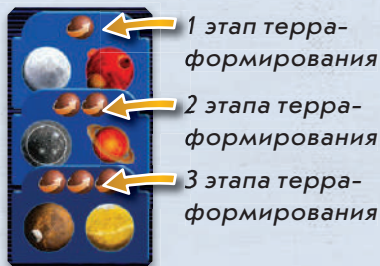 1 этап терра-
формирования
2 этапа терра-
формирования
3 этапа терра-
формирования